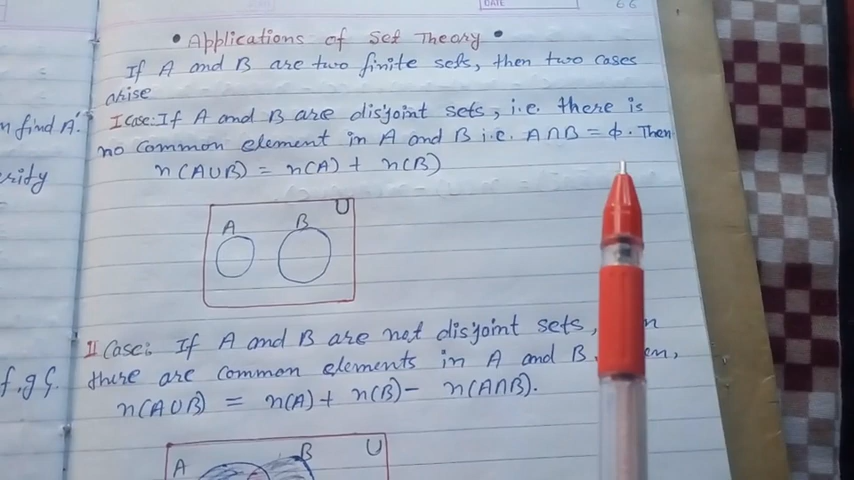 DATE
66
• Applications of Set Theory •
If A and B are two finite sets, then two cases
arise
I case: If A and B are disjoint sets, i.e. there is
no common element in A and B i.e. A∩B = ϕ. Then
n(A∪B) = n(A) + n(B)
A B U
II Case: If A and B are not disjoint sets,
there are common elements in A and B.
n(A∪B) = n(A) + n(B) - n(A∩B).
A B U
n find A'.
f.g G.